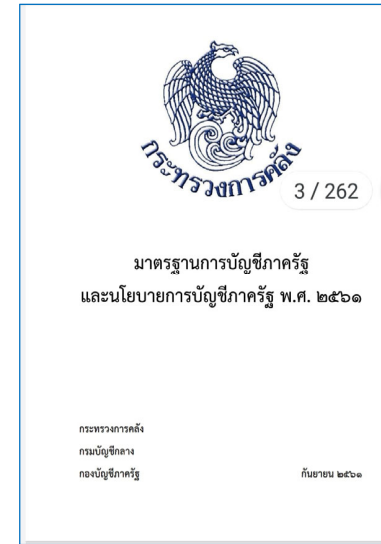 กระทรวงการคลัง
3 / 262
มาตรฐานการบัญชีภาครัฐ
และนโยบายการบัญชีภาครัฐ พ.ศ. ๒๕๖๑
กระทรวงการคลัง
กรมบัญชีกลาง
กองบัญชีภาครัฐ
กันยายน ๒๕๖๑